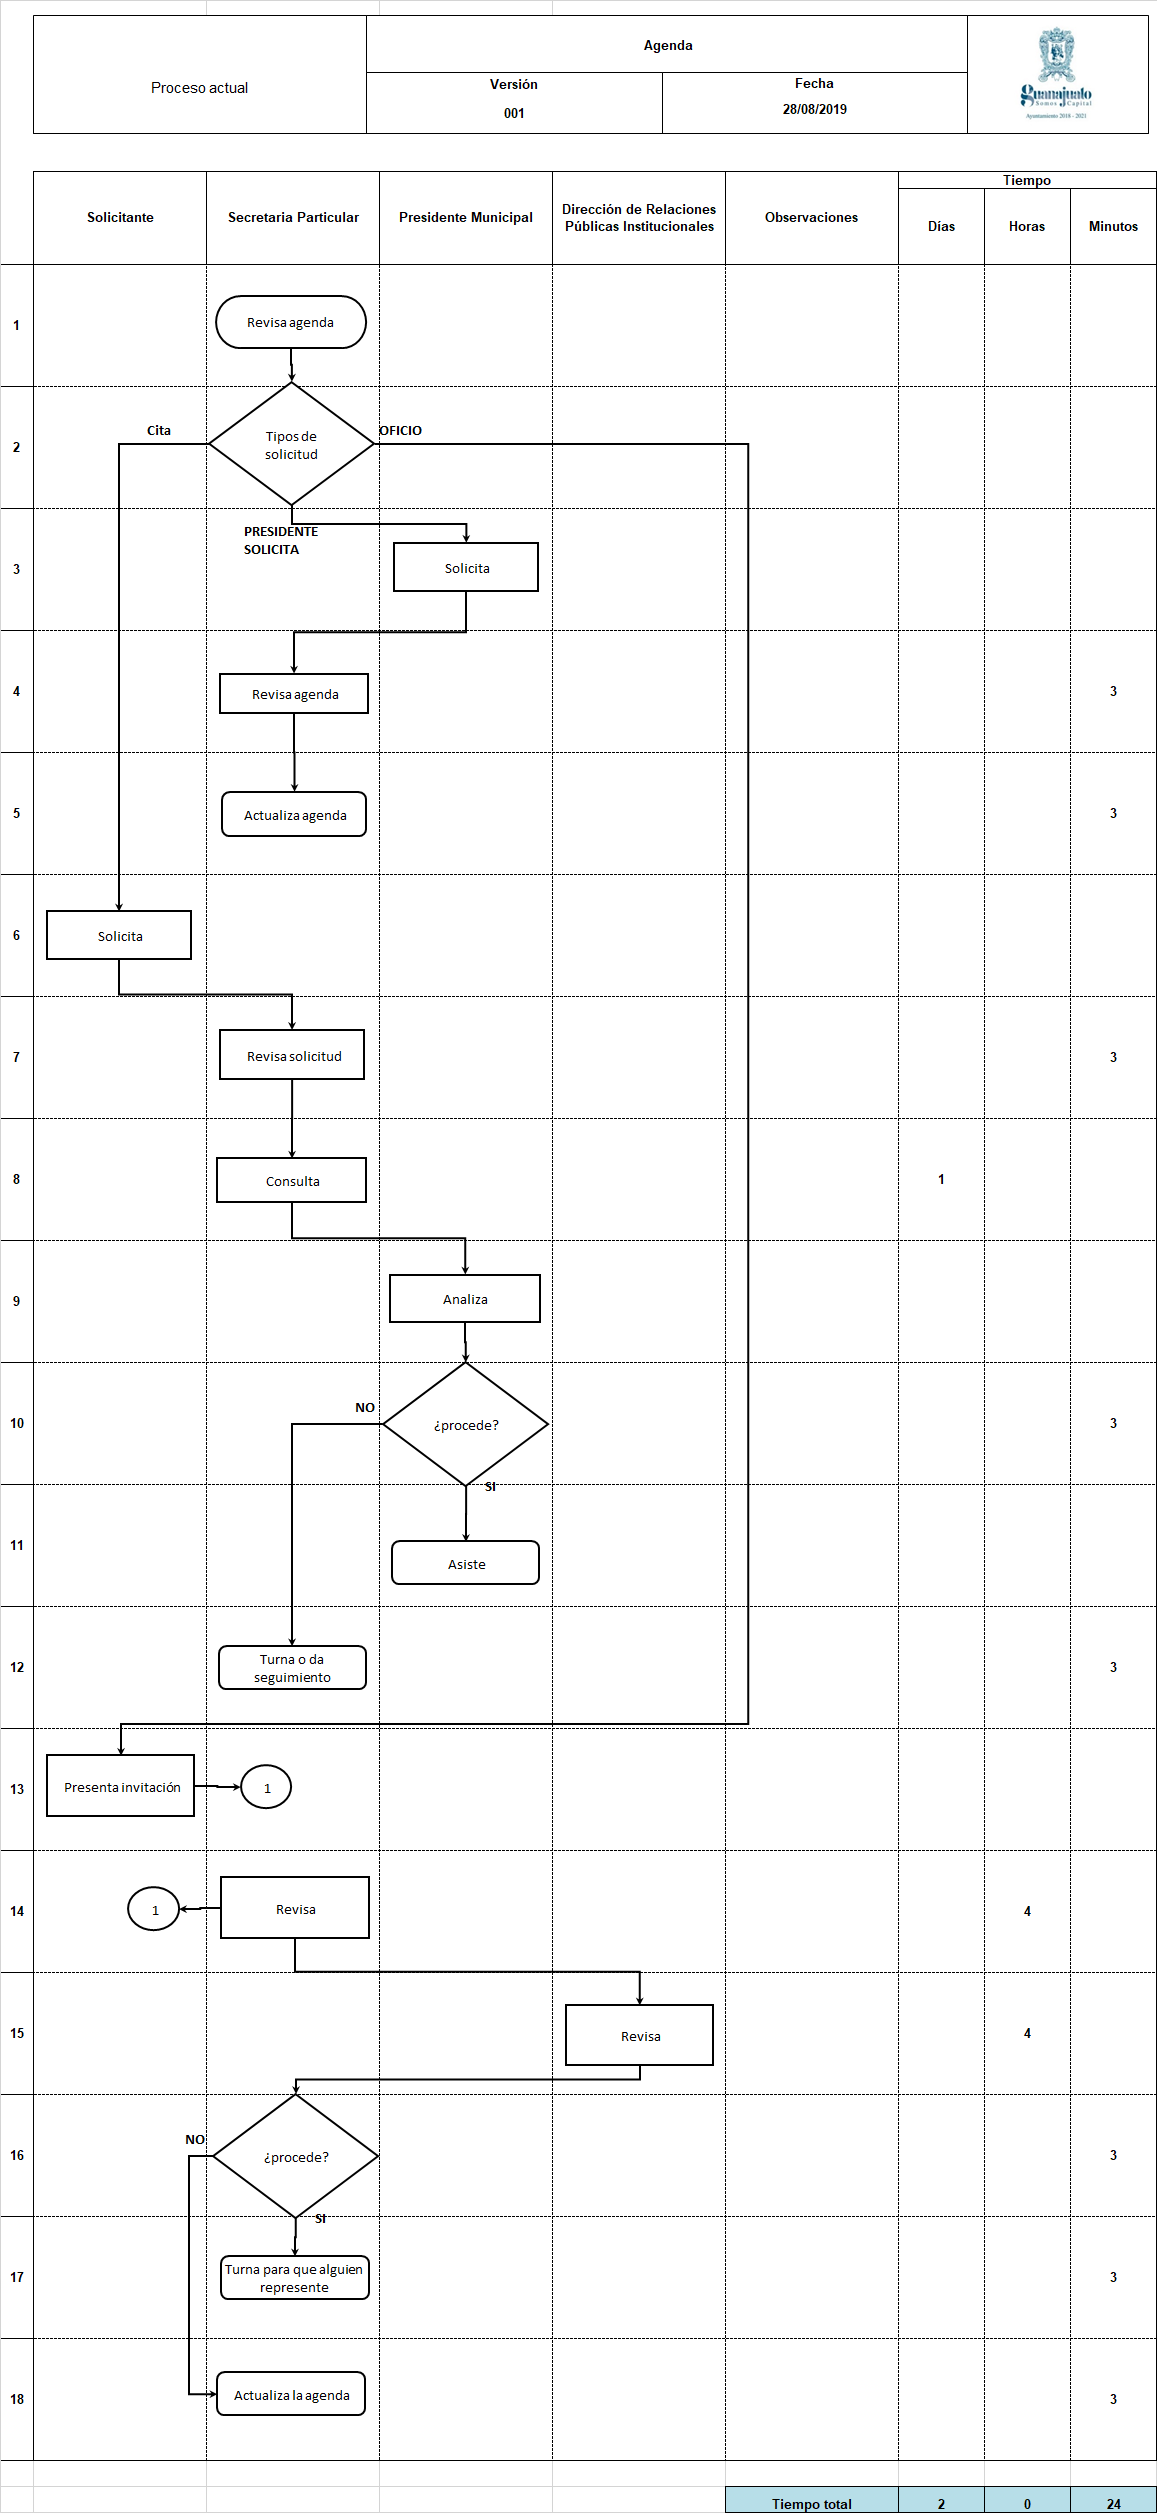 Proceso actual
Agenda
Versión
001
Fecha
28/08/2019
Guanajuato
Somos Capital
Ayuntamiento 2018 - 2021
Solicitante
Secretaria Particular
Presidente Municipal
Dirección de Relaciones
Públicas Institucionales
Observaciones
Tiempo
Días
Horas
Minutos
1
Revisa agenda
2
Cita
Tipos de
solicitud
OFICIO
PRESIDENTE
SOLICITA
3
Solicita
4
Revisa agenda
3
5
Actualiza agenda
3
6
Solicita
7
Revisa solicitud
3
8
Consulta
1
9
Analiza
10
NO
¿procede?
3
SI
11
Asiste
12
Turna o da
seguimiento
3
13
Presenta invitación
1
14
1
Revisa
4
15
Revisa
4
16
NO
¿procede?
3
SI
17
Turna para que alguien
represente
3
18
Actualiza la agenda
3
Tiempo total
2
0
24